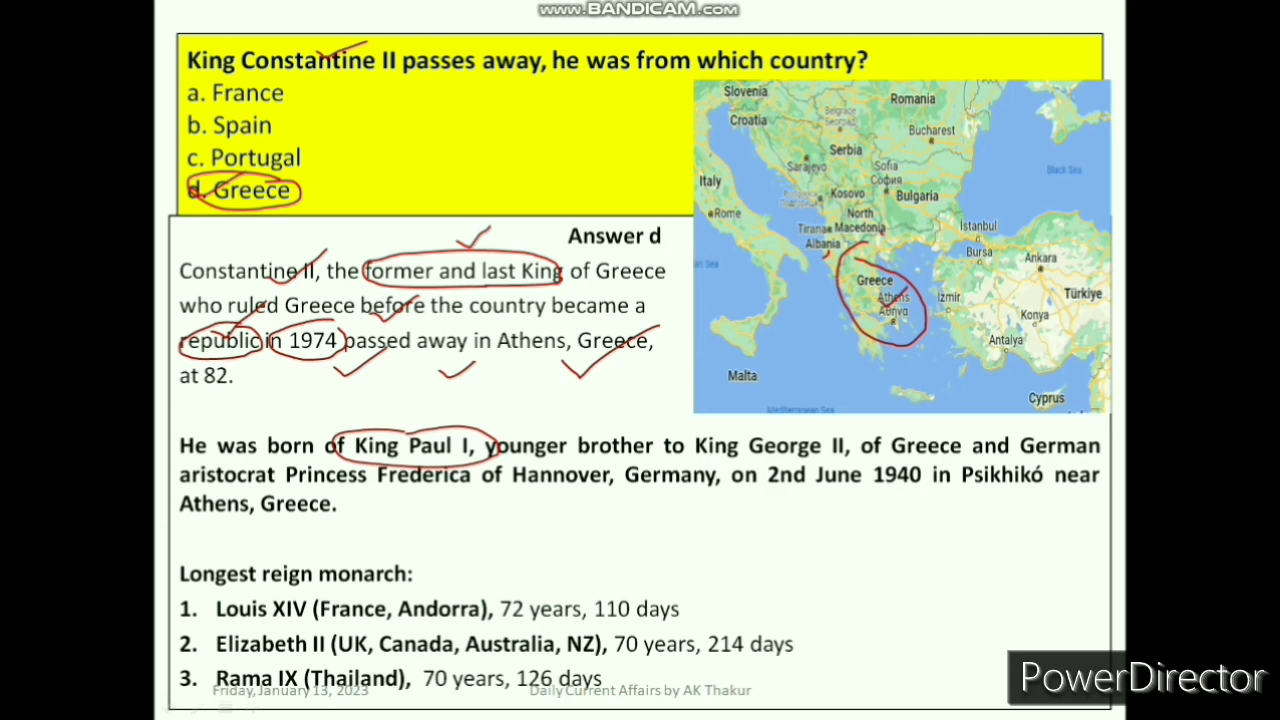 www.BANDICAM.com
King Constantine II passes away, he was from which country?
a. France
b. Spain
c. Portugal
d. Greece
Answer d
Constantine II, the former and last King of Greece
who ruled Greece before the country became a
republic in 1974 passed away in Athens, Greece,
at 82.
Slovenia
Romania
Croatia
Belgrade
Bucharest
Serbia
Sarajevo
Sofia
София
Black Sea
Italy
Kosovo
Bulgaria
Rome
North
Macedonia
Tirana
Albania
İstanbul
Bursa
Ankara
Greece
Athens
Αθήνα
İzmir
Türkiye
Konya
Antalya
Malta
Cyprus
Mediterranean Sea
He was born of King Paul I, younger brother to King George II, of Greece and German
aristocrat Princess Frederica of Hannover, Germany, on 2nd June 1940 in Psikhikó near
Athens, Greece.
Longest reign monarch:
1. Louis XIV (France, Andorra), 72 years, 110 days
2. Elizabeth II (UK, Canada, Australia, NZ), 70 years, 214 days
3. Rama IX (Thailand), 70 years, 126 days
Friday, January 13, 2023
Daily Current Affairs by AK Thakur
PowerDirector